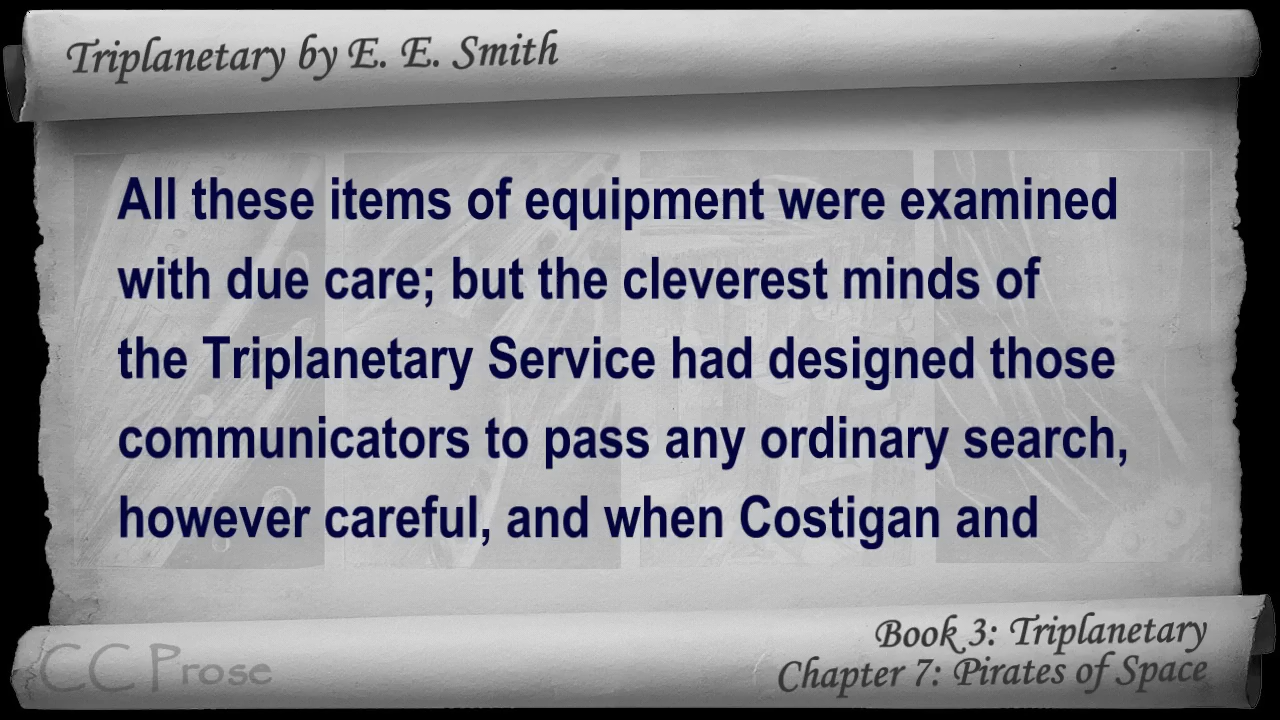 Triplanetary by E. E. Smith
All these items of equipment were examined
with due care; but the cleverest minds of
the Triplanetary Service had designed those
communicators to pass any ordinary search,
however careful, and when Costigan and
Book 3: Triplanetary
Chapter 7: Pirates of Space
CC Prose